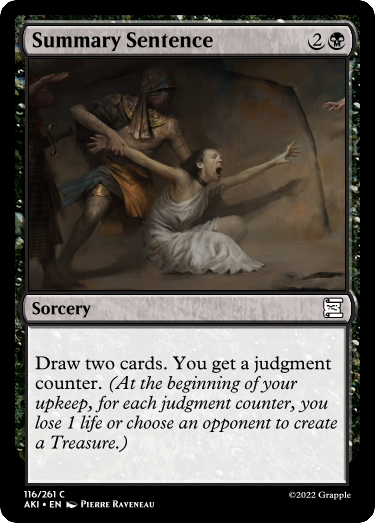 Summary Sentence 2
Sorcery
Draw two cards. You get a judgment
counter. (At the beginning of your
upkeep, for each judgment counter, you
lose 1 life or choose an opponent to create
a Treasure.)
116/261 C
AKI • EN Pierre Raveneau
©2022 Grapple